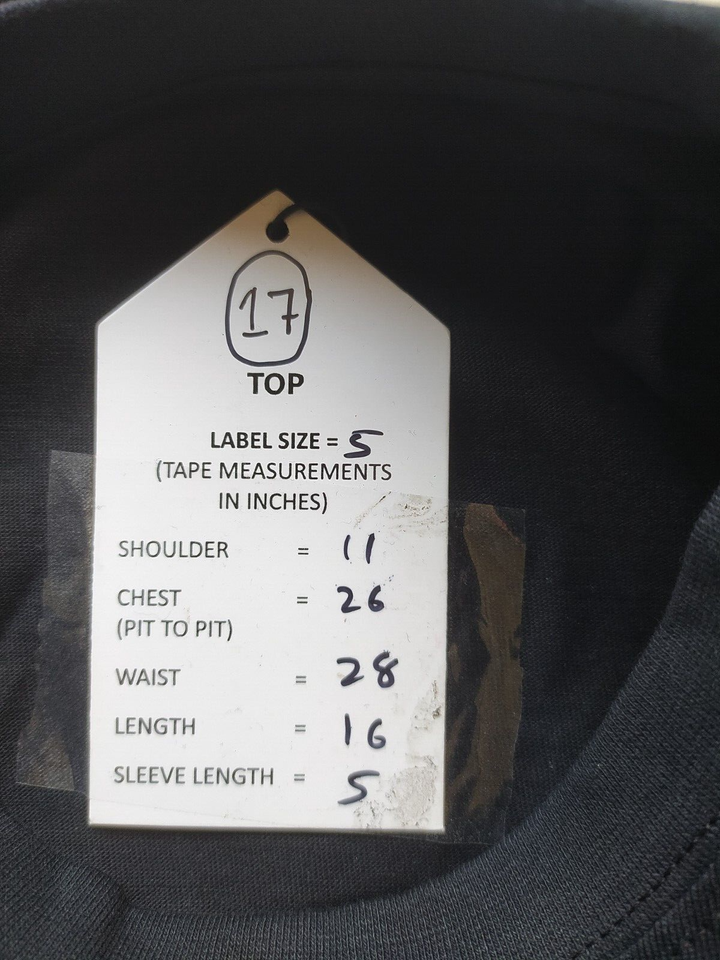 17
TOP
LABEL SIZE = 5
(TAPE MEASUREMENTS
IN INCHES)
SHOULDER = 11
CHEST = 26
(PIT TO PIT)
WAIST = 28
LENGTH = 16
SLEEVE LENGTH = 5